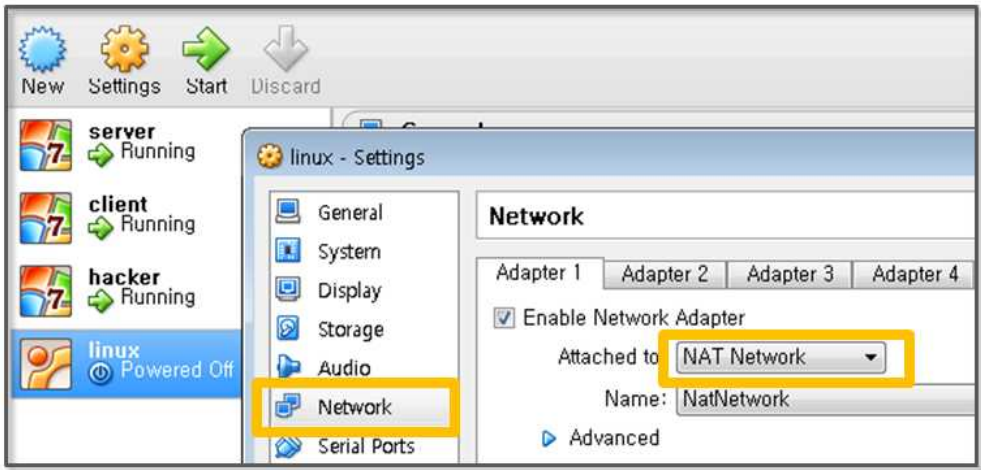 New Settings Start Discard
server
Running
client
Running
hacker
Running
linux
Powered Off
linux - Settings
General
System
Display
Storage
Audio
Network
Serial Ports
Network
Adapter 1 Adapter 2 Adapter 3 Adapter 4
Enable Network Adapter
Attached to NAT Network
Name: NatNetwork
Advanced